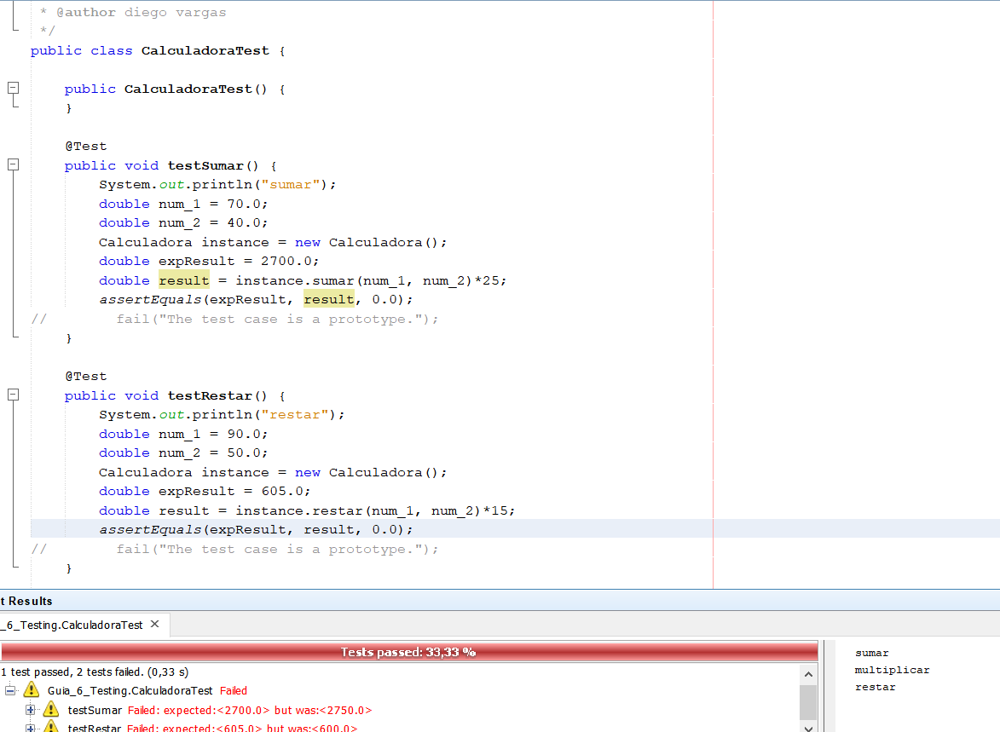 * @author diego vargas
*/
public class CalculadoraTest {
public CalculadoraTest() {
}
@Test
public void testSumar() {
System.out.println("sumar");
double num_1 = 70.0;
double num_2 = 40.0;
Calculadora instance = new Calculadora();
double expResult = 2700.0;
double result = instance.sumar(num_1, num_2)*25;
assertEquals(expResult, result, 0.0);
// fail("The test case is a prototype.");
}
@Test
public void testRestar() {
System.out.println("restar");
double num_1 = 90.0;
double num_2 = 50.0;
Calculadora instance = new Calculadora();
double expResult = 605.0;
double result = instance.restar(num_1, num_2)*15;
assertEquals(expResult, result, 0.0);
// fail("The test case is a prototype.");
}
t Results
_6_Testing.CalculadoraTest
Tests passed: 33,33 %
1 test passed, 2 tests failed. (0,33 s)
Guia_6_Testing.CalculadoraTest Failed
testSumar Failed: expected:<2700.0> but was:<2750.0>
testRestar Failed: expected:<605.0> but was:<600.0>
sumar
multiplicar
restar